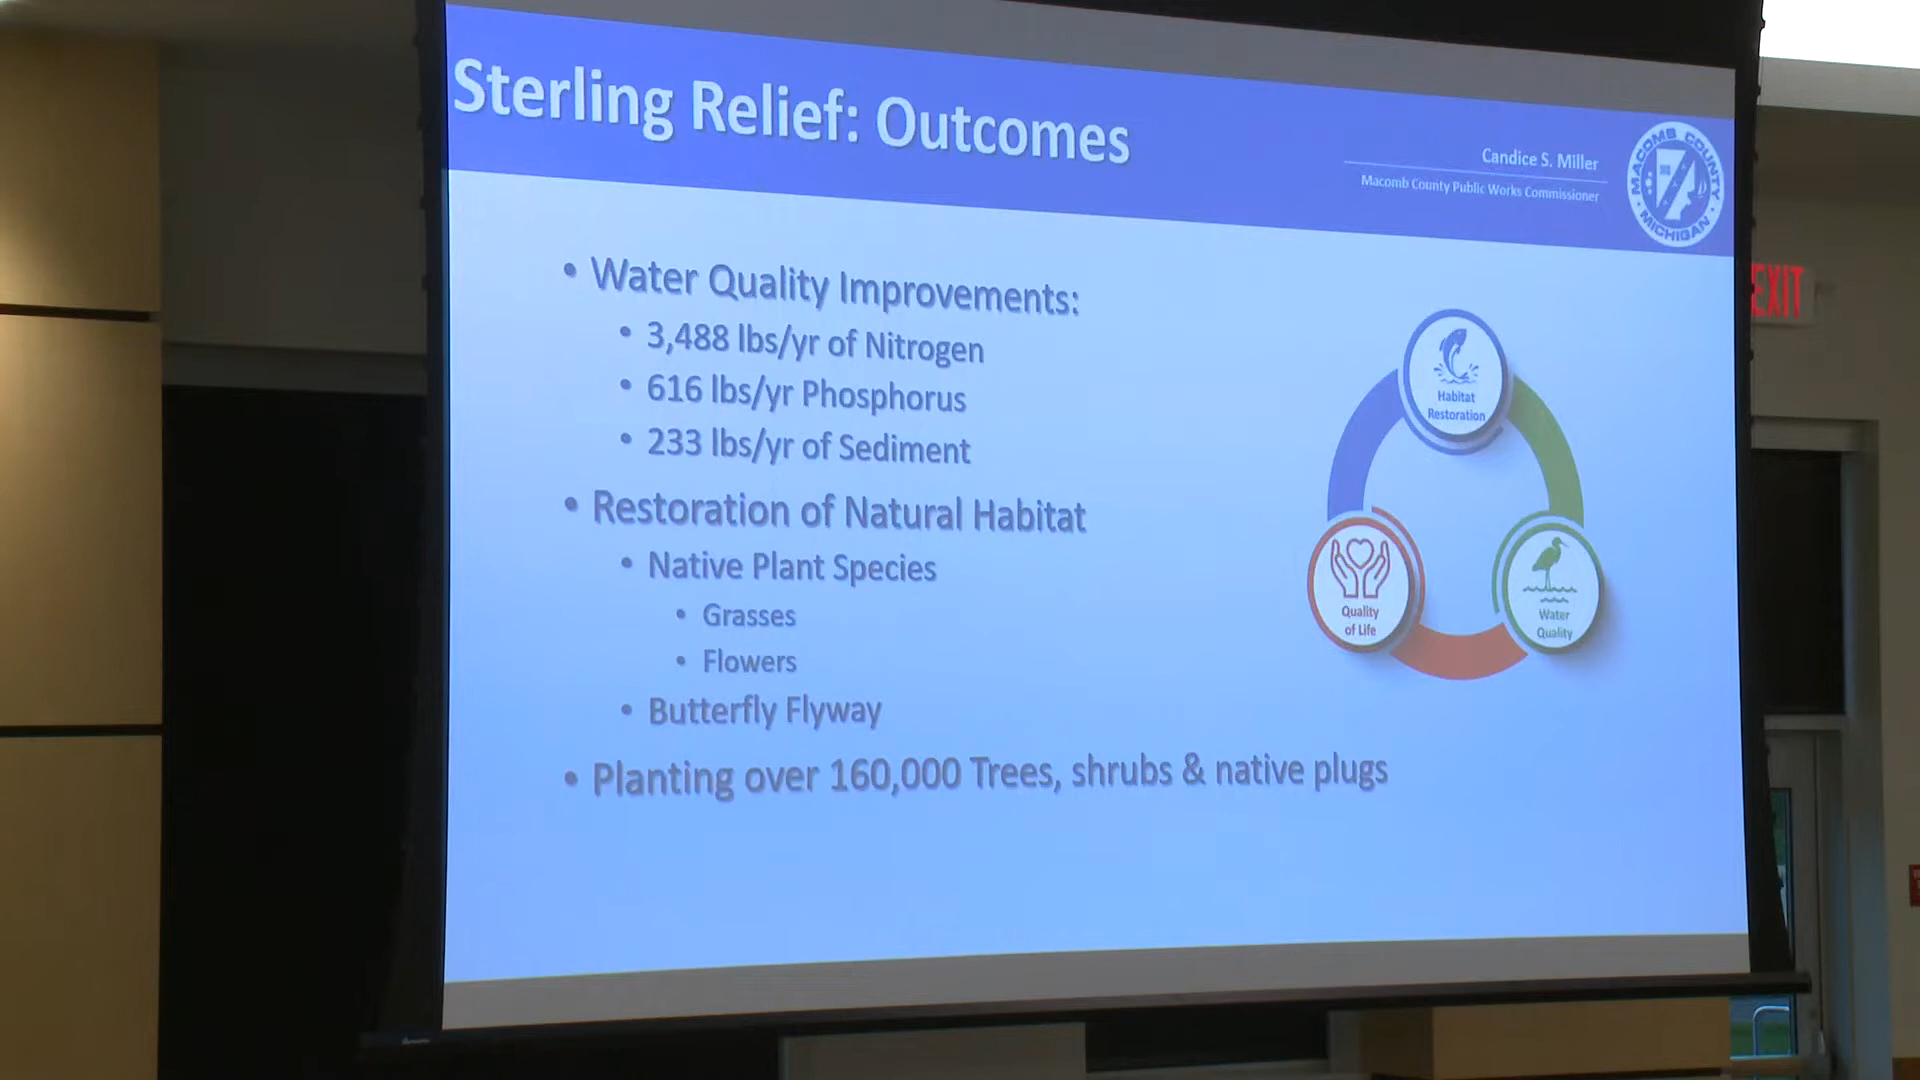 Sterling Relief: Outcomes
Candice S. Miller
Macomb County Public Works Commissioner
MACOMB COUNTY
MICHIGAN
• Water Quality Improvements:
• 3,488 lbs/yr of Nitrogen
• 616 lbs/yr Phosphorus
• 233 lbs/yr of Sediment
• Restoration of Natural Habitat
• Native Plant Species
• Grasses
• Flowers
• Butterfly Flyway
• Planting over 160,000 Trees, shrubs & native plugs
Habitat
Restoration
Quality
of Life
Water
Quality
EXIT